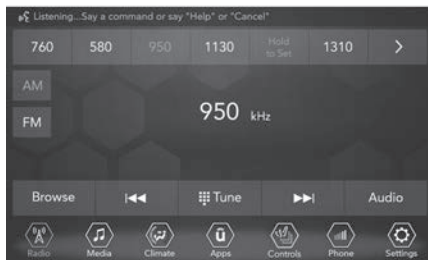 Listening...Say a command or say "Help" or "Cancel"
760 580 950 1130 Hold to Set 1310
AM
FM
950 kHz
Browse Tune Audio
Radio Media Climate Apps Controls Phone Settings